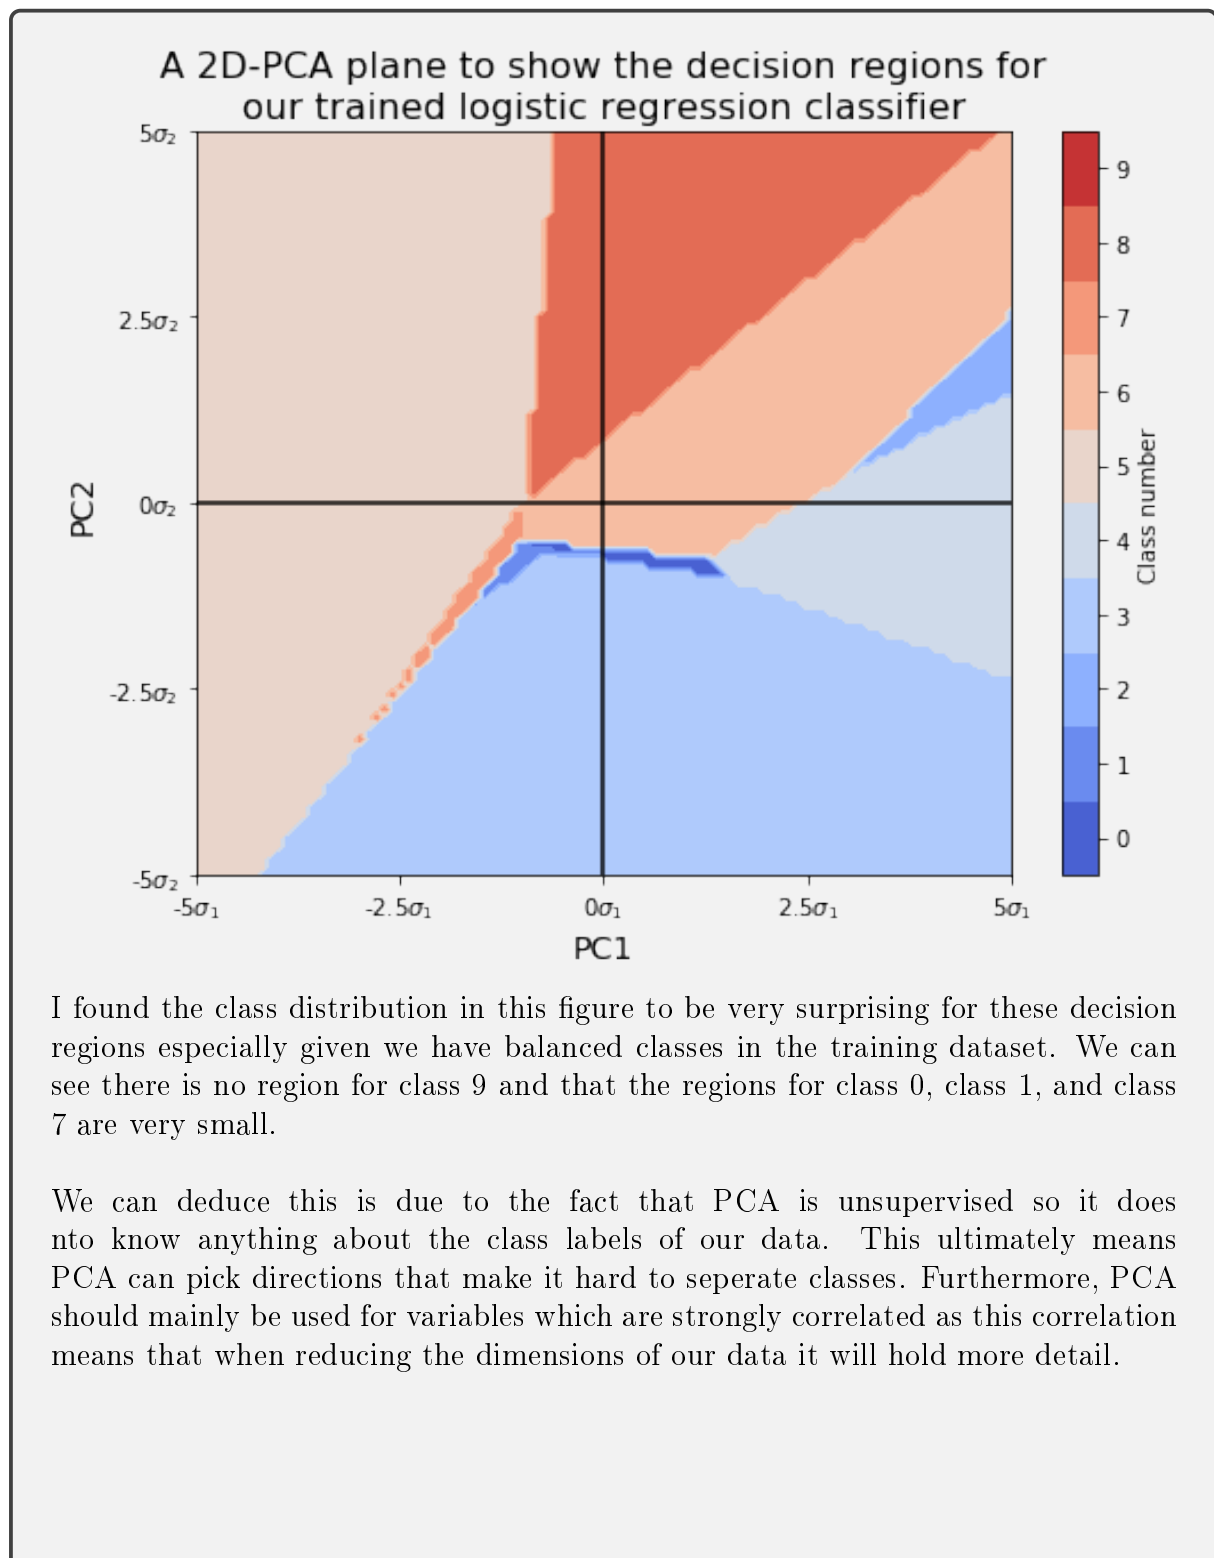 A 2D-PCA plane to show the decision regions for
our trained logistic regression classifier
5σ₂
2.5σ₂
0σ₂
-2.5σ₂
-5σ₂
PC2
-5σ₁
-2.5σ₁
0σ₁
2.5σ₁
5σ₁
PC1
9
8
7
6
5
4
3
2
1
0
Class number
I found the class distribution in this figure to be very surprising for these decision
regions especially given we have balanced classes in the training dataset. We can
see there is no region for class 9 and that the regions for class 0, class 1, and class
7 are very small.
We can deduce this is due to the fact that PCA is unsupervised so it does
nto know anything about the class labels of our data. This ultimately means
PCA can pick directions that make it hard to seperate classes. Furthermore, PCA
should mainly be used for variables which are strongly correlated as this correlation
means that when reducing the dimensions of our data it will hold more detail.